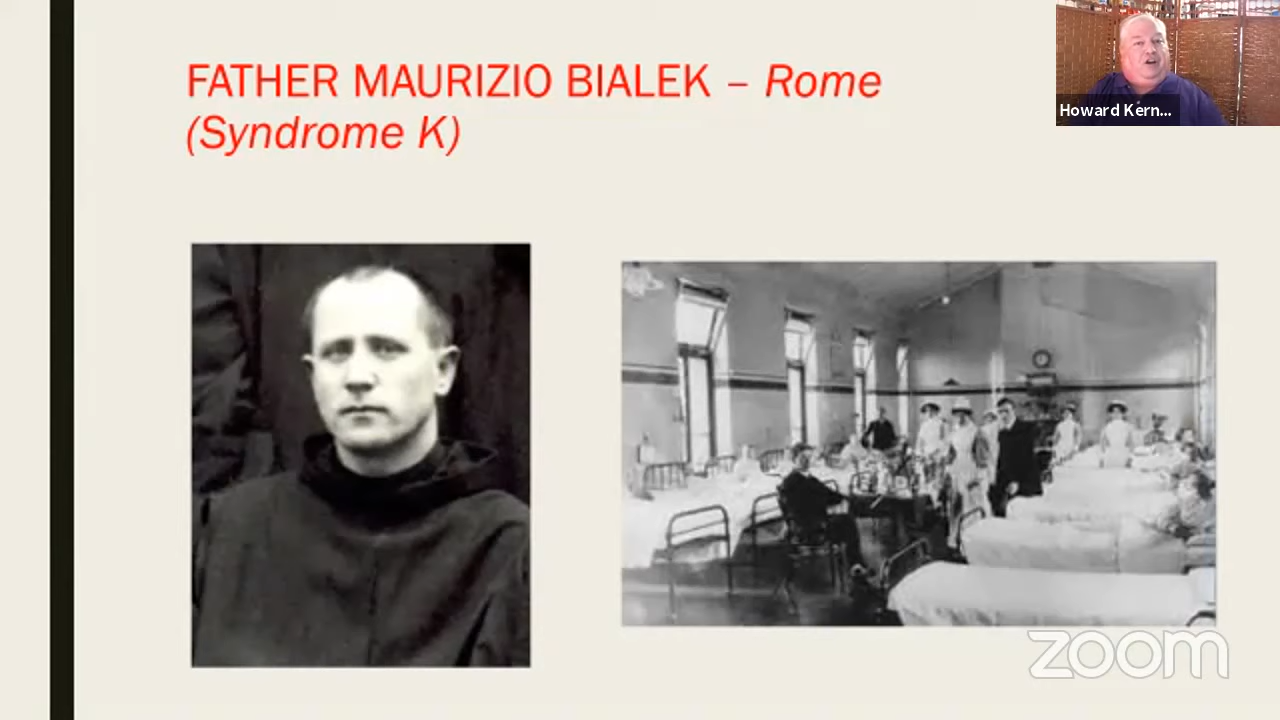 FATHER MAURIZIO BIALEK – Rome
(Syndrome K)
Howard Kern...
zoom